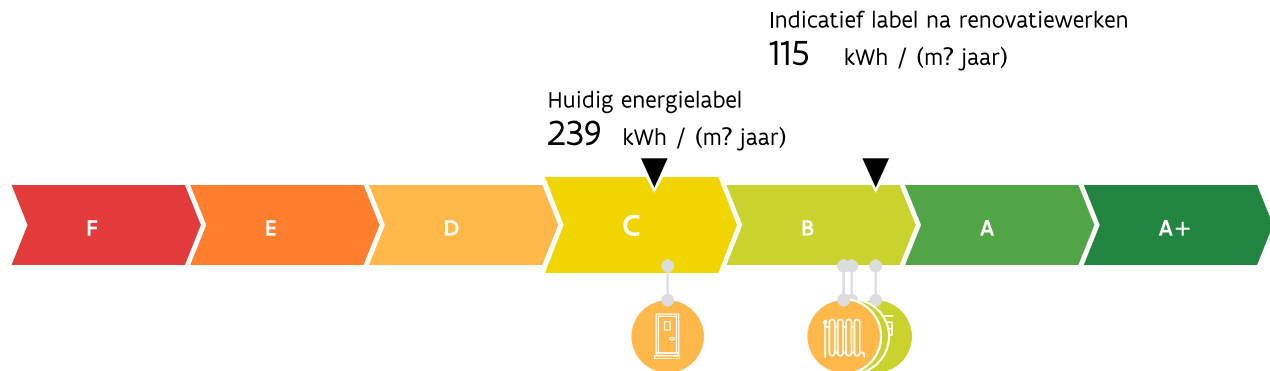 Indicatief label na renovatiewerken
115 kWh / (m? jaar)
Huidig energielabel
239 kWh / (m? jaar)
F E D C B A A+